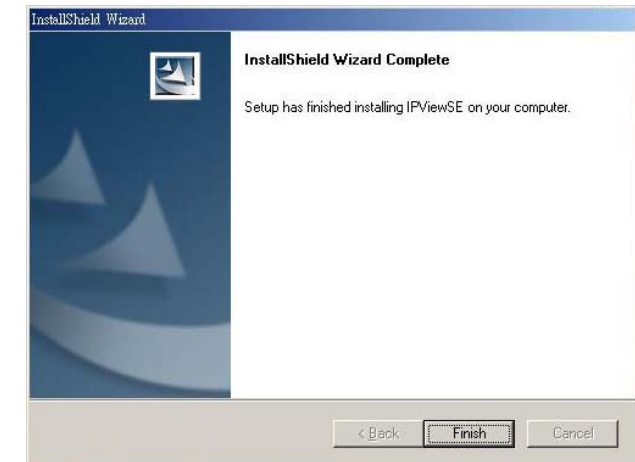 InstallShield Wizard
InstallShield Wizard Complete
Setup has finished installing IPViewSE on your computer.
< Back
Finish
Cancel